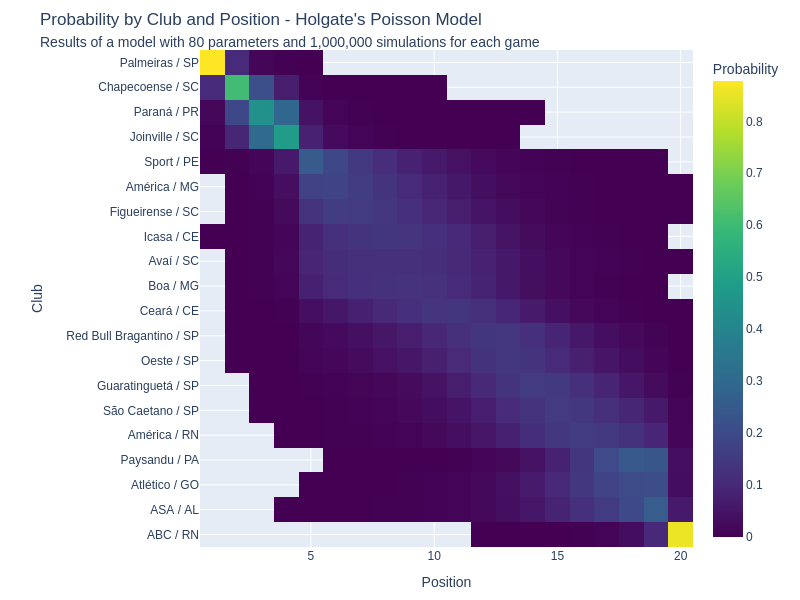 Probability by Club and Position - Holgate's Poisson Model
Results of a model with 80 parameters and 1,000,000 simulations for each game
Probability
Palmeiras / SP
Chapecoense / SC
Paraná / PR
Joinville / SC
Sport / PE
América / MG
Figueirense / SC
Icasa / CE
Avaí / SC
Boa / MG
Ceará / CE
Red Bull Bragantino / SP
Oeste / SP
Guaratinguetá / SP
São Caetano / SP
América / RN
Paysandu / PA
Atlético / GO
ASA / AL
ABC / RN
Club
5
10
15
20
Position
0.8
0.7
0.6
0.5
0.4
0.3
0.2
0.1
0